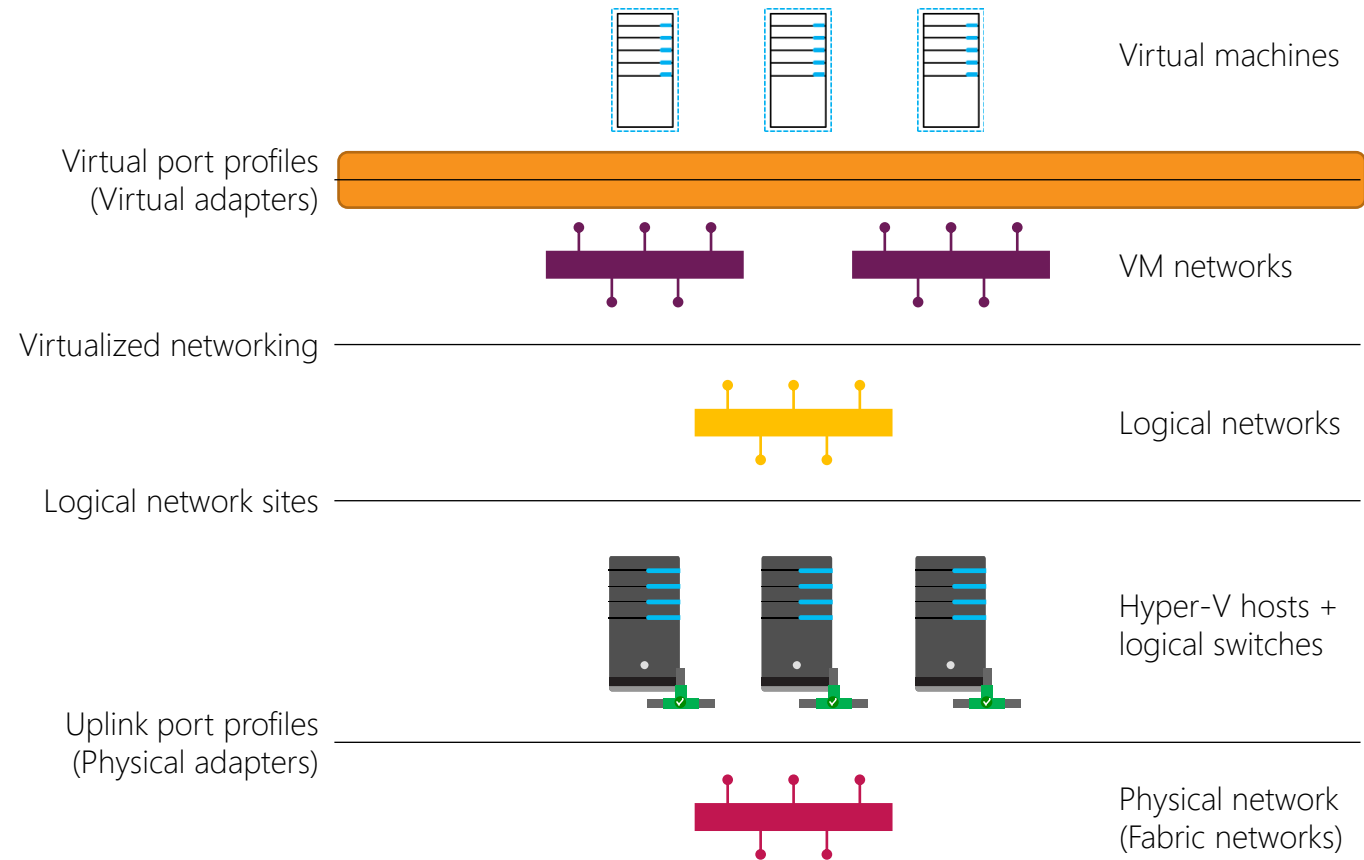 Virtual machines
Virtual port profiles
(Virtual adapters)
VM networks
Virtualized networking
Logical networks
Logical network sites
Hyper-V hosts +
logical switches
Uplink port profiles
(Physical adapters)
Physical network
(Fabric networks)